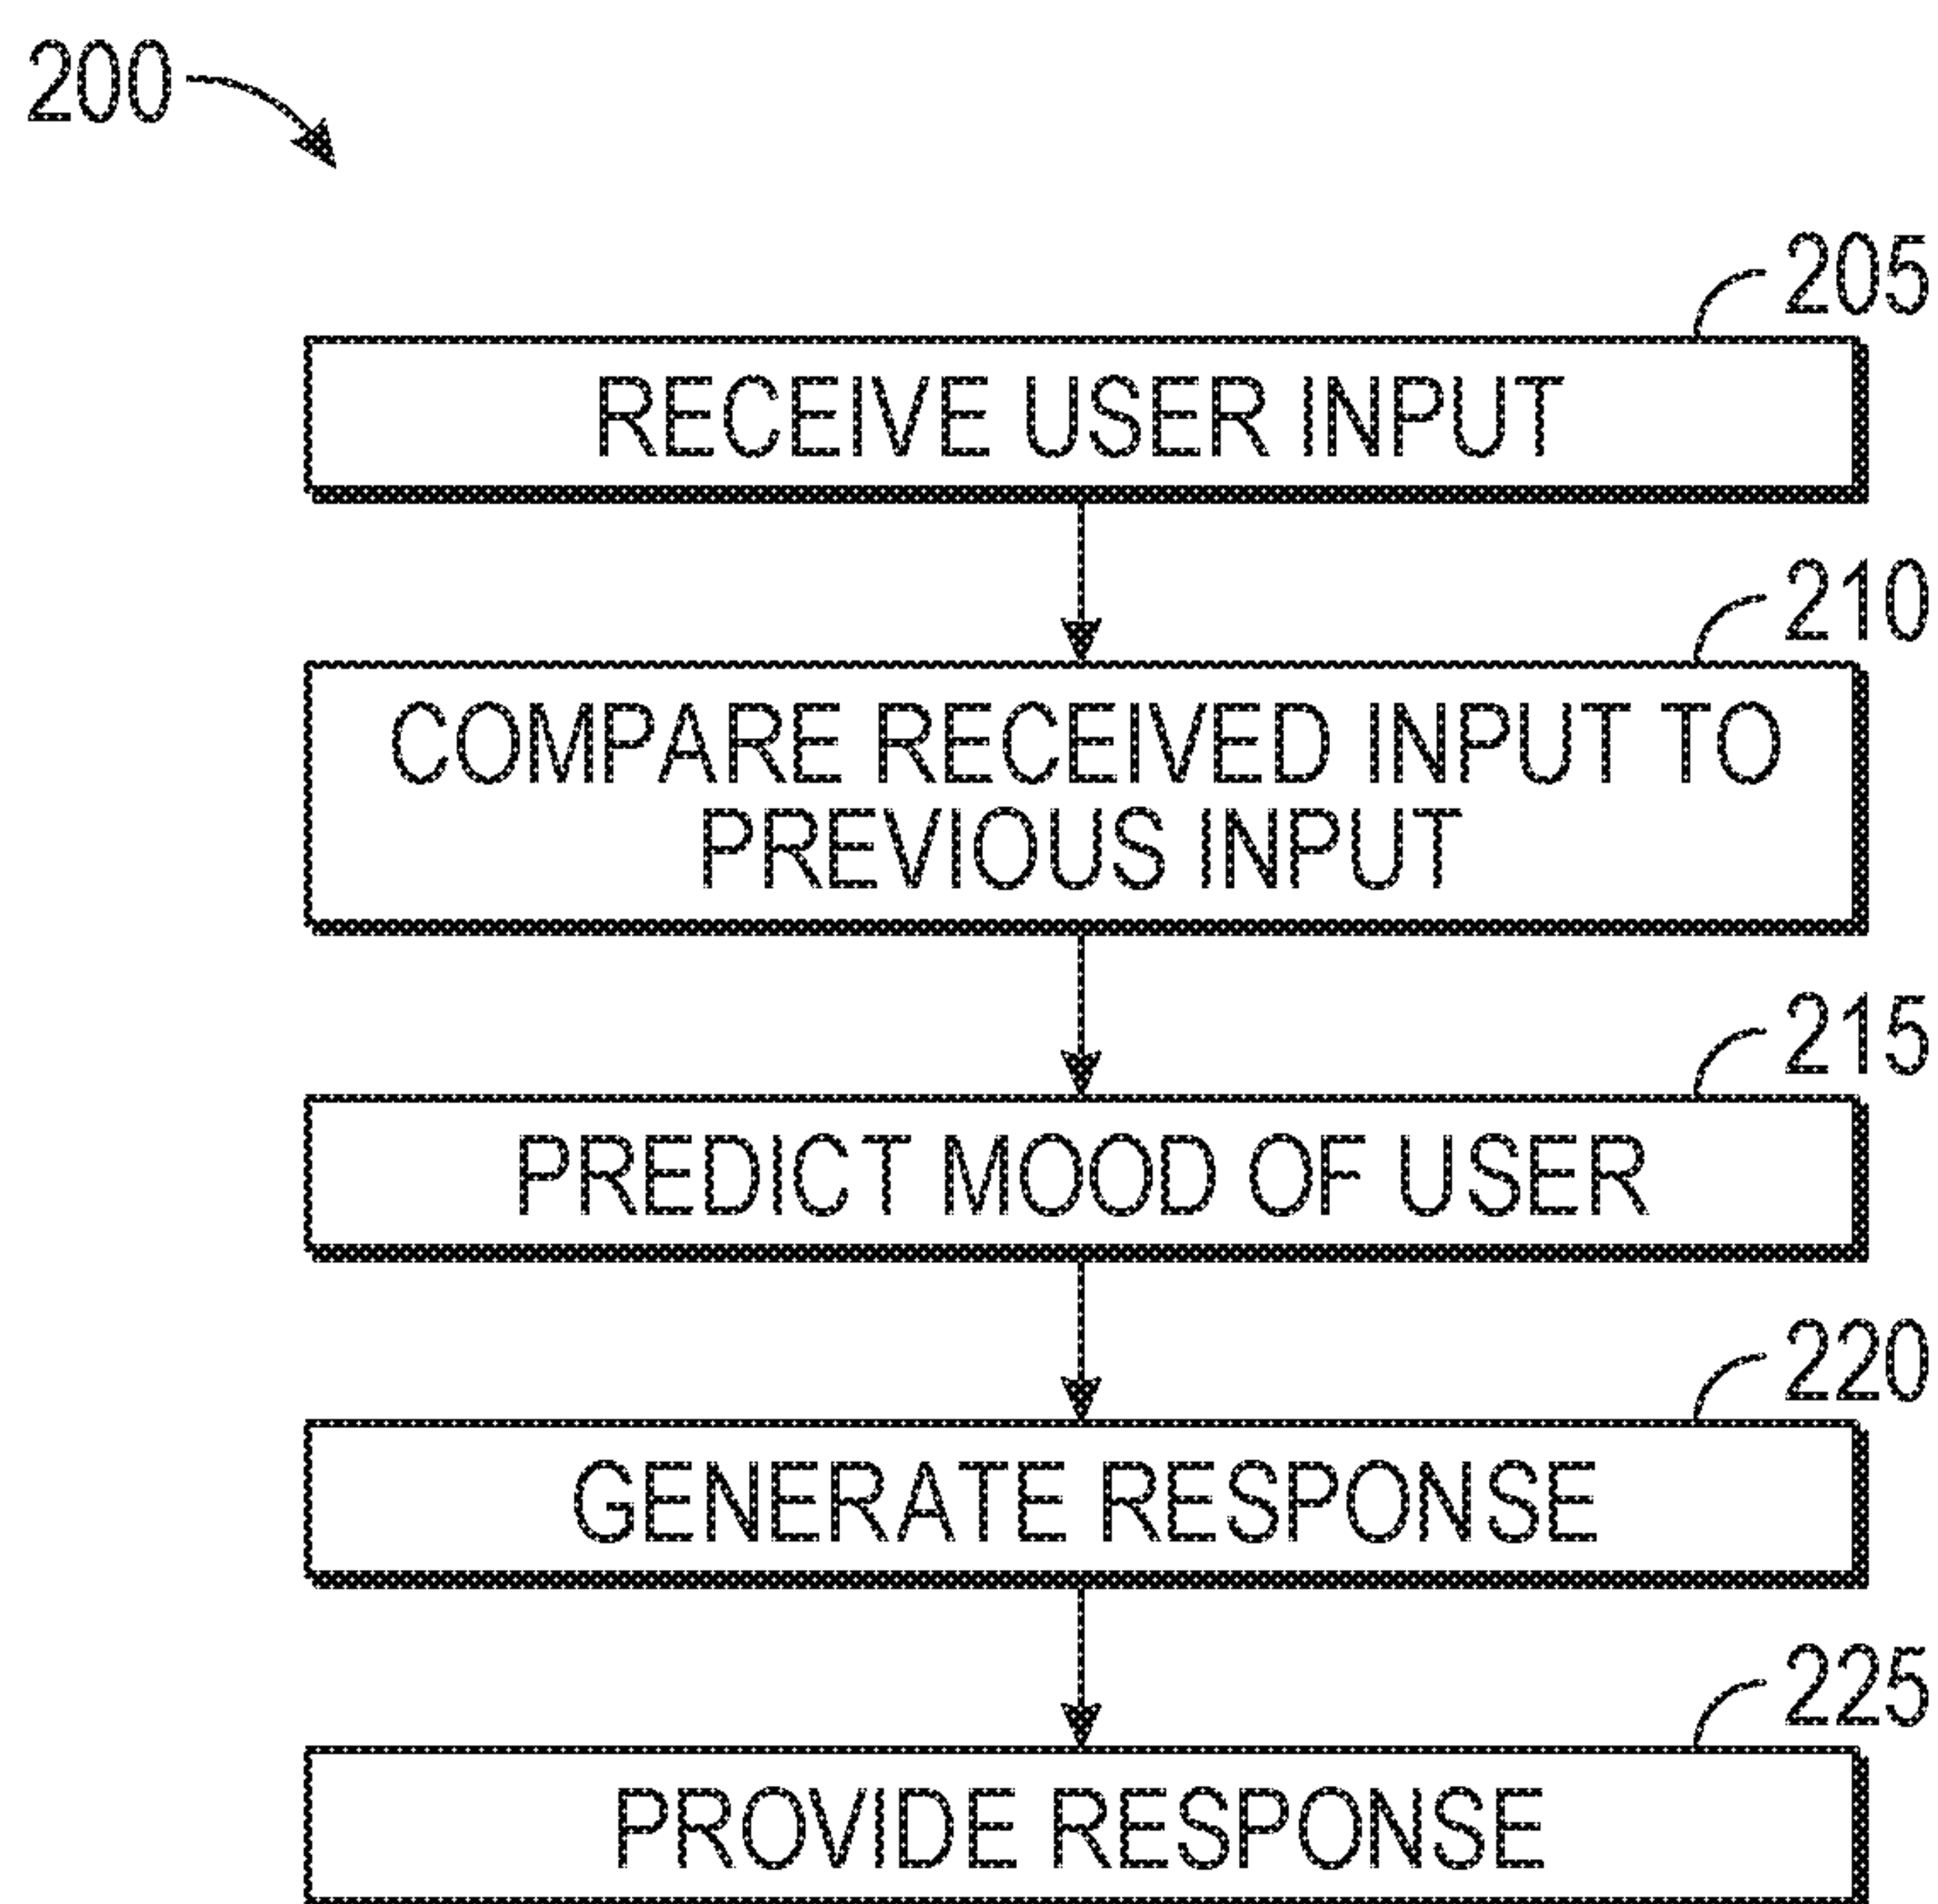 200
205
RECEIVE USER INPUT
210
COMPARE RECEIVED INPUT TO
PREVIOUS INPUT
215
PREDICT MOOD OF USER
220
GENERATE RESPONSE
225
PROVIDE RESPONSE